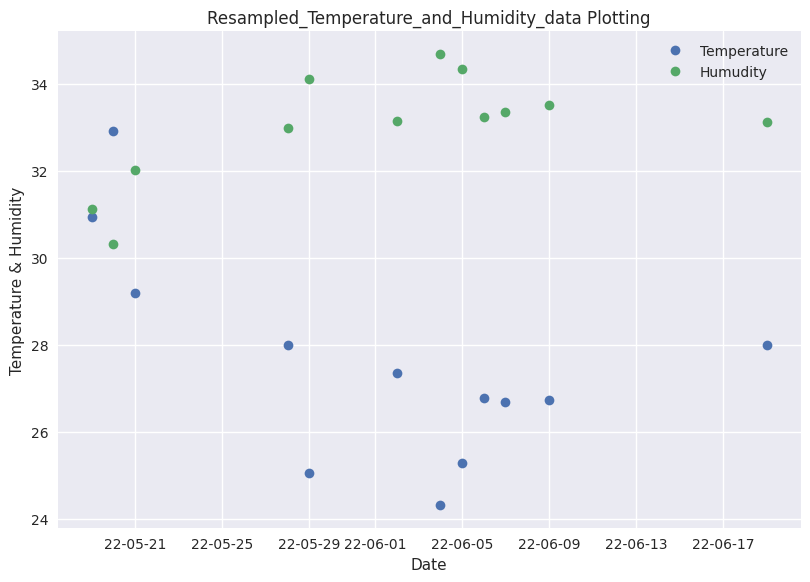 Resampled_Temperature_and_Humidity_data Plotting
Temperature
Humudity
34
32
30
28
26
24
Temperature & Humidity
22-05-21 22-05-25 22-05-29 22-06-01 22-06-05 22-06-09 22-06-13 22-06-17
Date